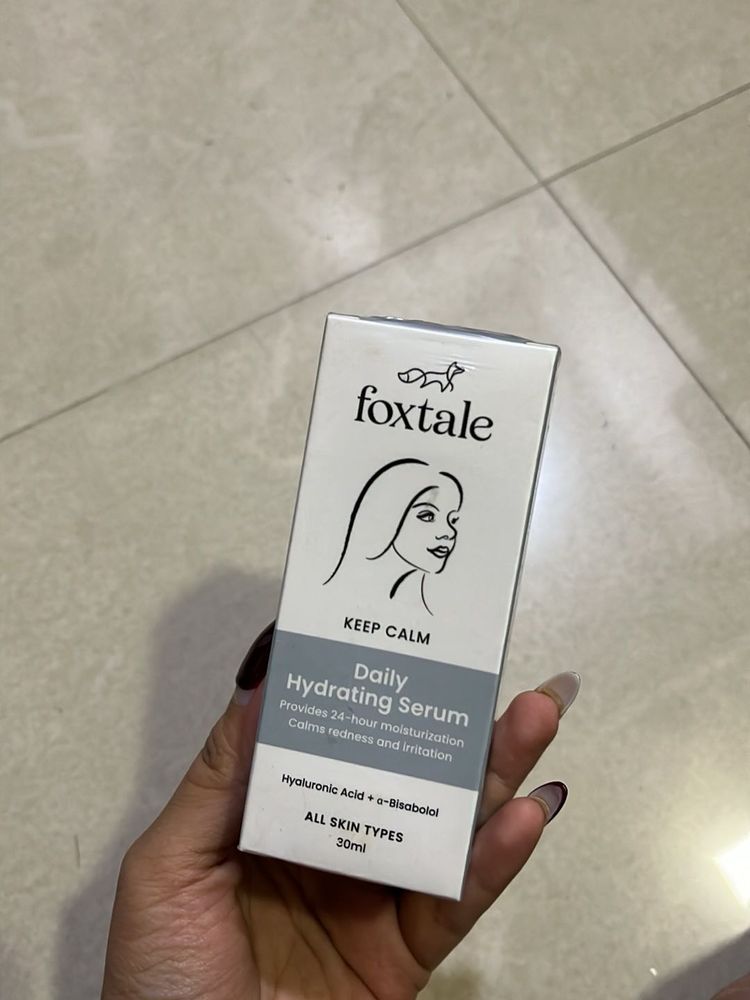 foxtale
KEEP CALM
Daily
Hydrating Serum
Provides 24-hour moisturization
Calms redness and irritation
Hyaluronic Acid + α-Bisabolol
ALL SKIN TYPES
30ml